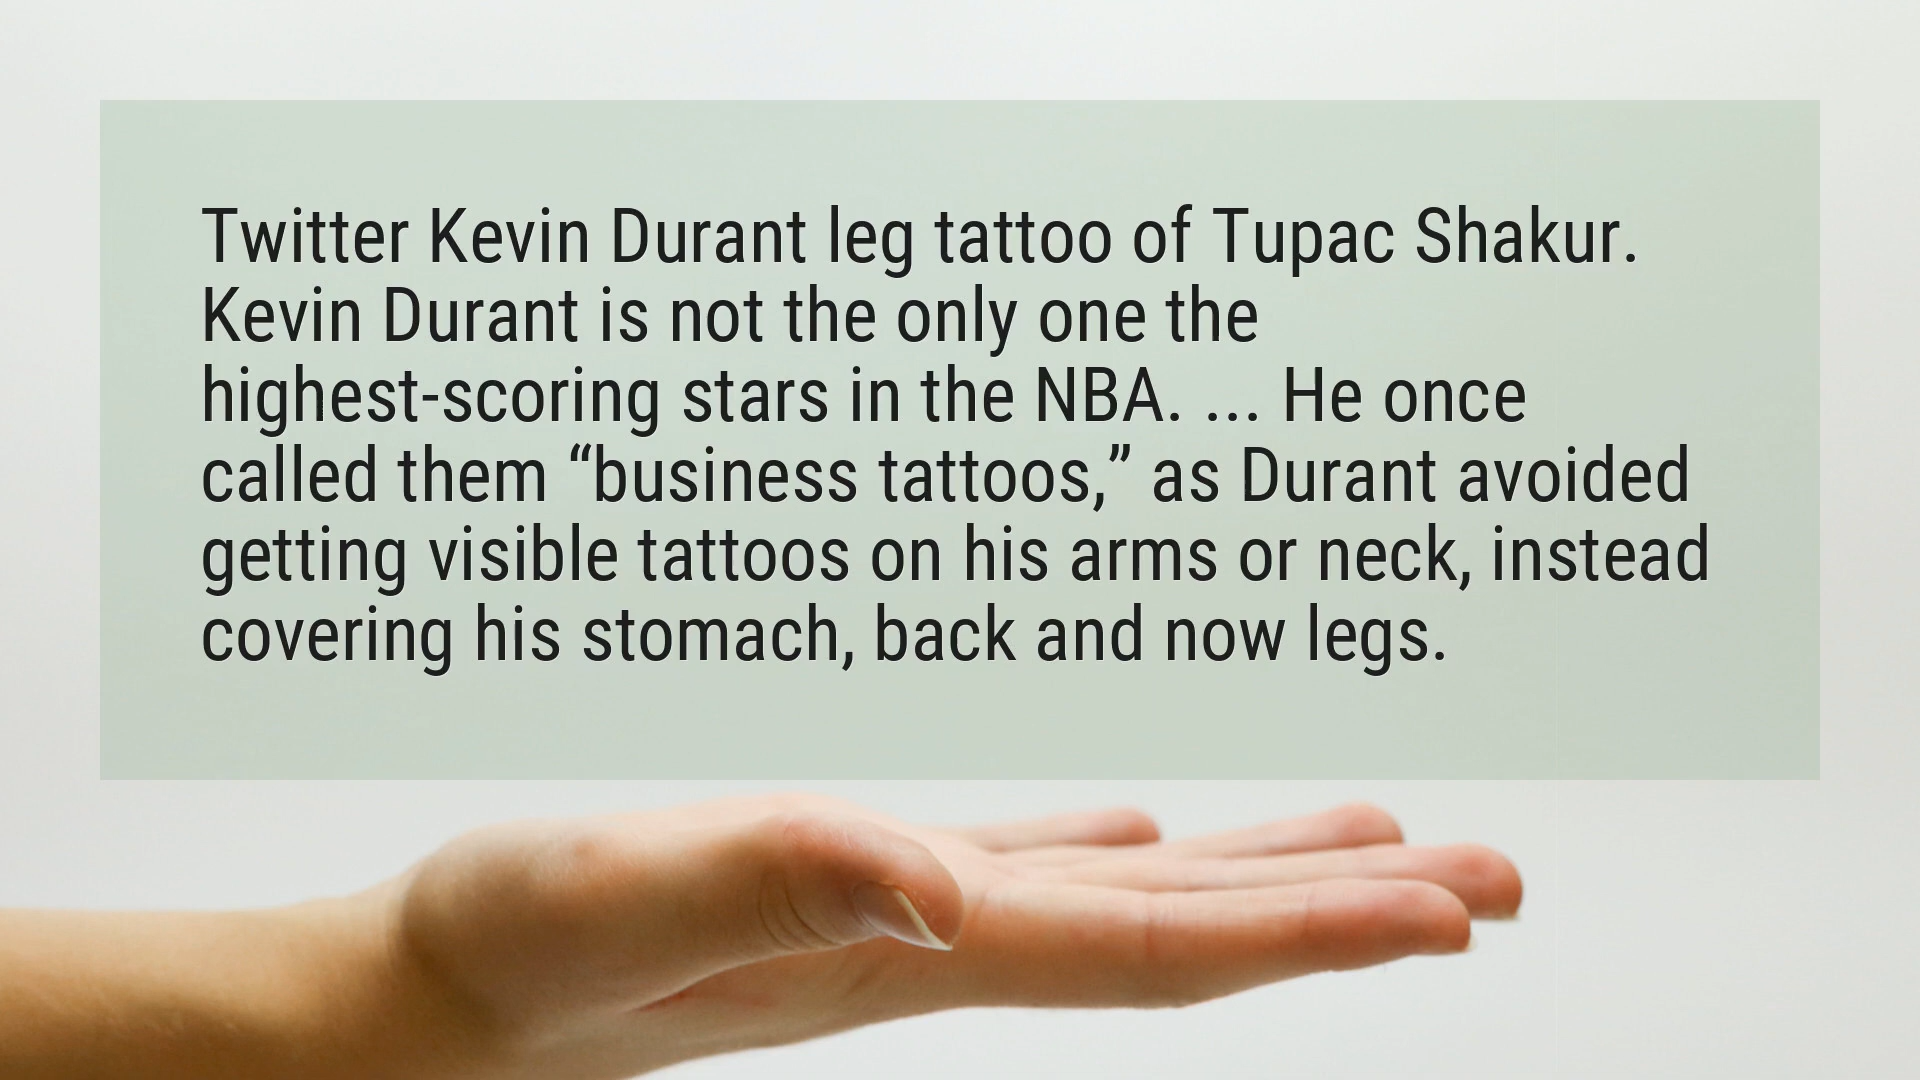 Twitter Kevin Durant leg tattoo of Tupac Shakur.
Kevin Durant is not the only one the
highest-scoring stars in the NBA. ... He once
called them “business tattoos,” as Durant avoided
getting visible tattoos on his arms or neck, instead
covering his stomach, back and now legs.